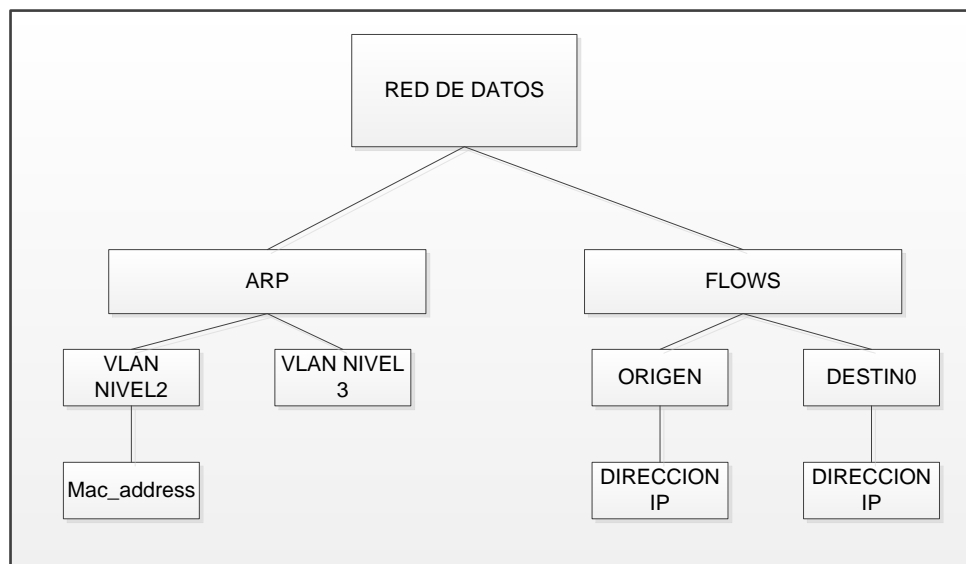 RED DE DATOS
ARP
FLOWS
VLAN
NIVEL2
VLAN NIVEL
3
ORIGEN
DESTIN0
Mac_address
DIRECCION
IP
DIRECCION
IP